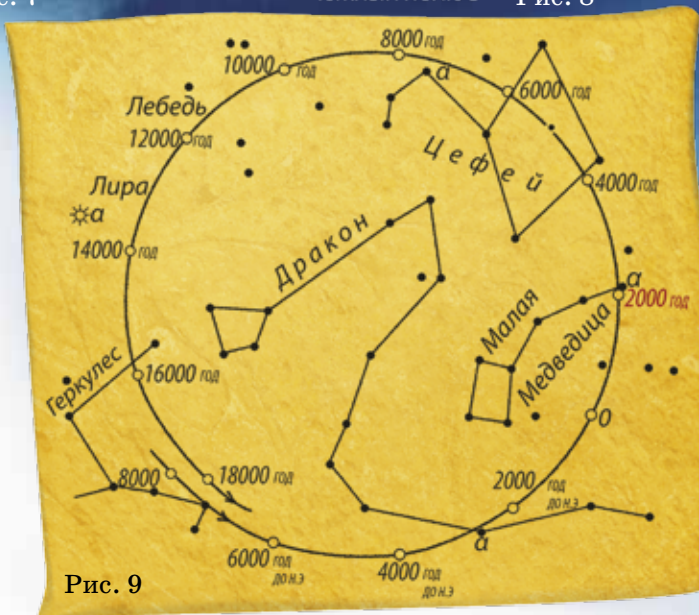 Рис. 8
8000 год
10000 год
α
6000 год
Лебедь
12000 год
Цефей
Лира
4000 год
α
14000 год
Дракон
α
2000 год
Малая
Медведица
Геркулес
16000 год
0
8000
18000 год
2000 год
до н.э
α
6000 год
до н.э
4000 год
до н.э
Рис. 9